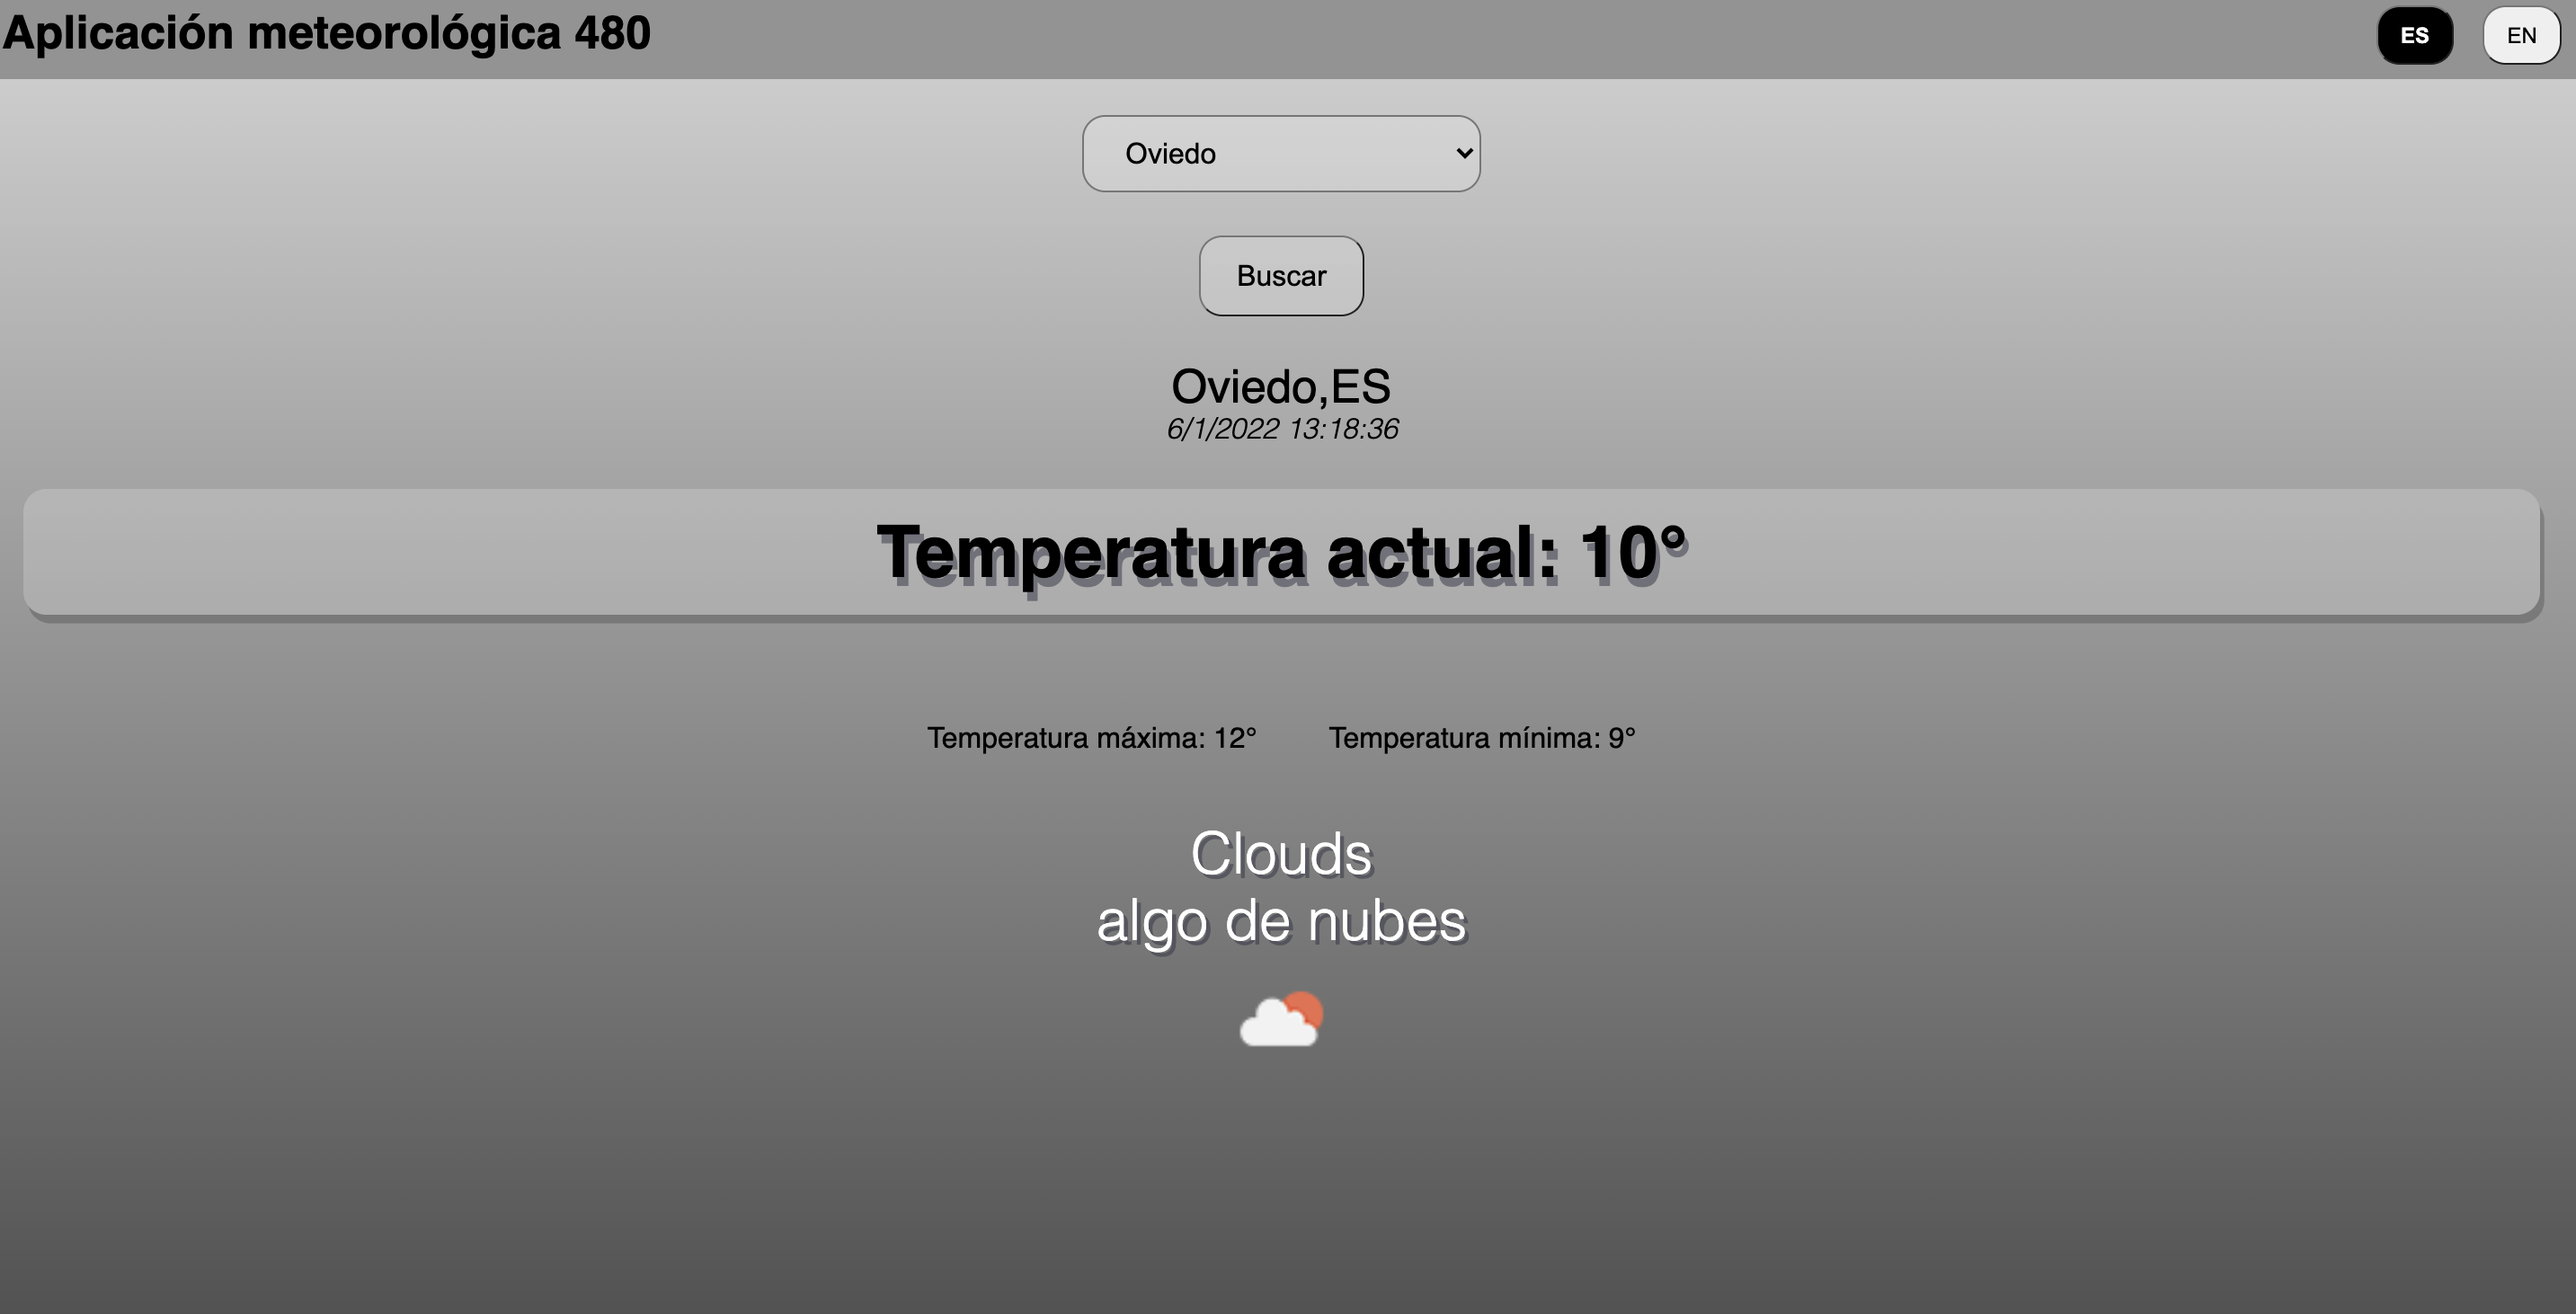 Aplicación meteorológica 480
ES
EN
Oviedo
Buscar
Oviedo,ES
6/1/2022 13:18:36
Temperatura actual: 10°
Temperatura máxima: 12°
Temperatura mínima: 9°
Clouds
algo de nubes